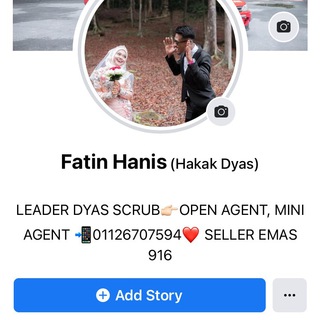 Fatin Hanis (Hakak Dyas)
LEADER DYAS SCRUB👉🏻OPEN AGENT, MINI
AGENT 📲01126707594❤️ SELLER EMAS
916
Add Story